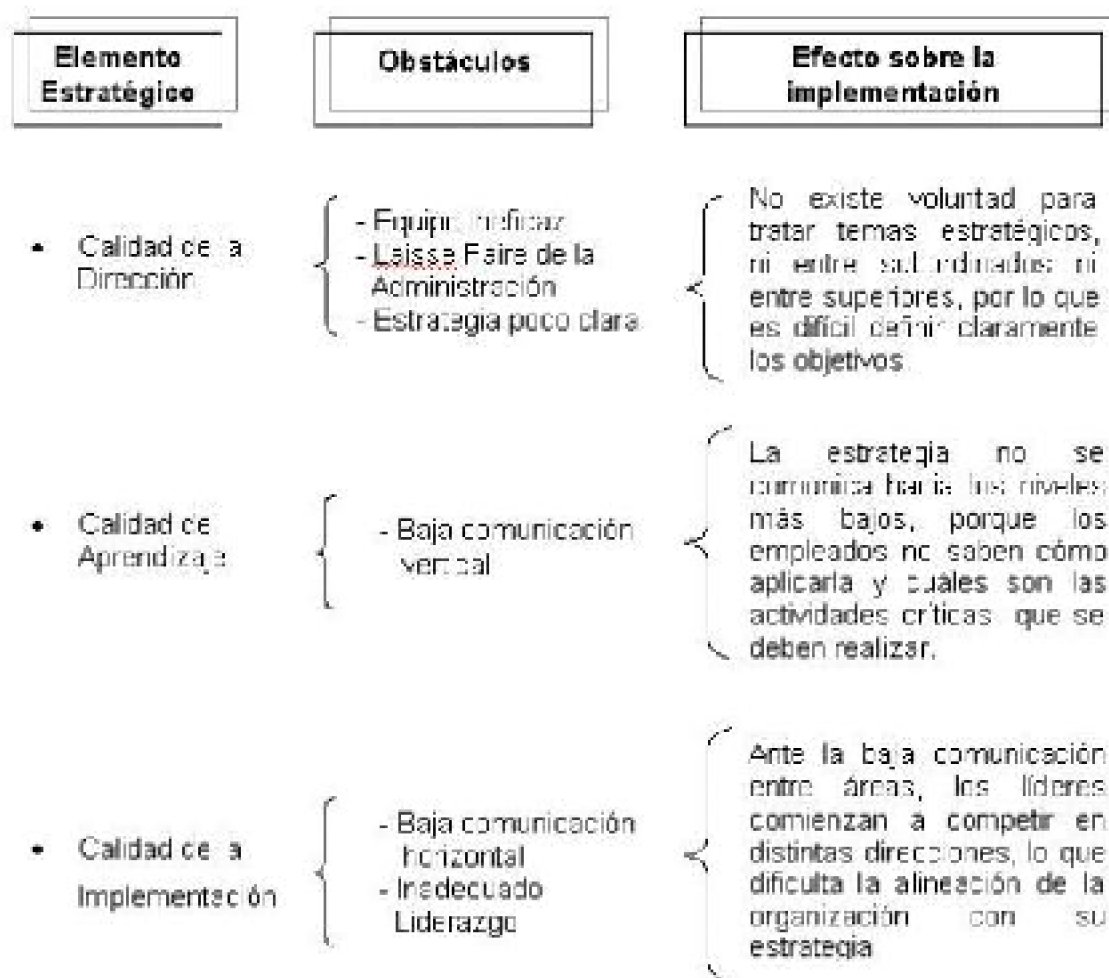 Elemento
Estratégico
Obstáculos
Efecto sobre la
implementación
• Calidad de la
Dirección
- Equipo ineficaz
- Laisse Faire de la
Administración
- Estrategia poco clara
No existe voluntad para
tratar temas estratégicos,
ni entre subordinados ni
entre superiores, por lo que
es difícil definir claramente
los objetivos
• Calidad de
Aprendizaje
- Baja comunicación
vertical
La estrategia no se
comunica hacia los niveles
más bajos, porque los
empleados no saben cómo
aplicarla y cuáles son las
actividades críticas que se
deben realizar.
• Calidad de la
Implementación
- Baja comunicación
horizontal
- Inadecuado
Liderazgo
Ante la baja comunicación
entre áreas, los líderes
comienzan a competir en
distintas direcciones, lo que
dificulta la alineación de la
organización con su
estrategia